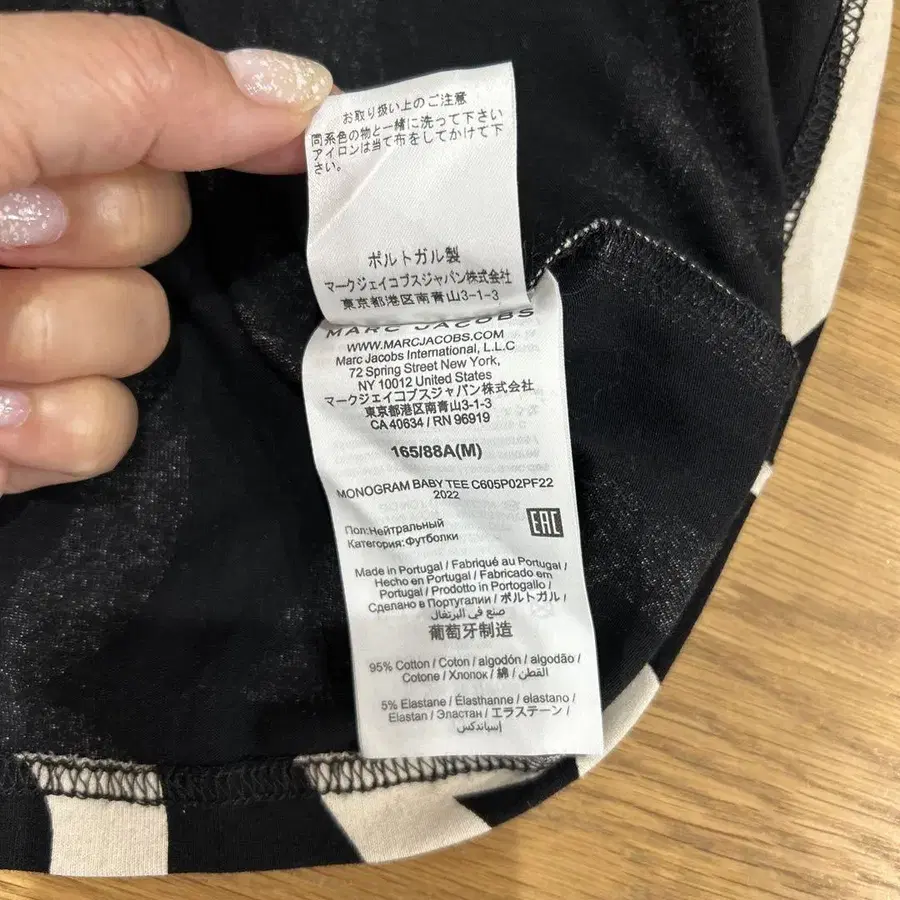 お取り扱い上のご注意
同系色の物と一緒に洗って下さい
アイロンは当て布をしてかけて下
さい。
ポルトガル製
マークジェイコブスジャパン株式会社
東京都港区南青山3-1-3
MARC JACOBS
WWW.MARCJACOBS.COM
Marc Jacobs International, L.L.C
72 Spring Street New York,
NY 10012 United States
マークジェイコブスジャパン株式会社
東京都港区南青山3-1-3
CA 40634 / RN 96919
165/88A(M)
MONOGRAM BABY TEE C605P02PF22
2022
Пол:Нейтральный
Категория:Футболки
EAC
Made in Portugal / Fabriqué au Portugal /
Hecho en Portugal / Fabricado em
Portugal / Prodotto in Portogallo /
Сделано в Португалии / ポルトガル /
صنع في البرتغال
葡萄牙制造
95% Cotton / Coton / algodón / algodão /
Cotone / Хлопок / 綿 / القطن /
5% Elastane / Élasthanne / elastano /
Elastan / Эластан / エラステーン /
إسباندكس